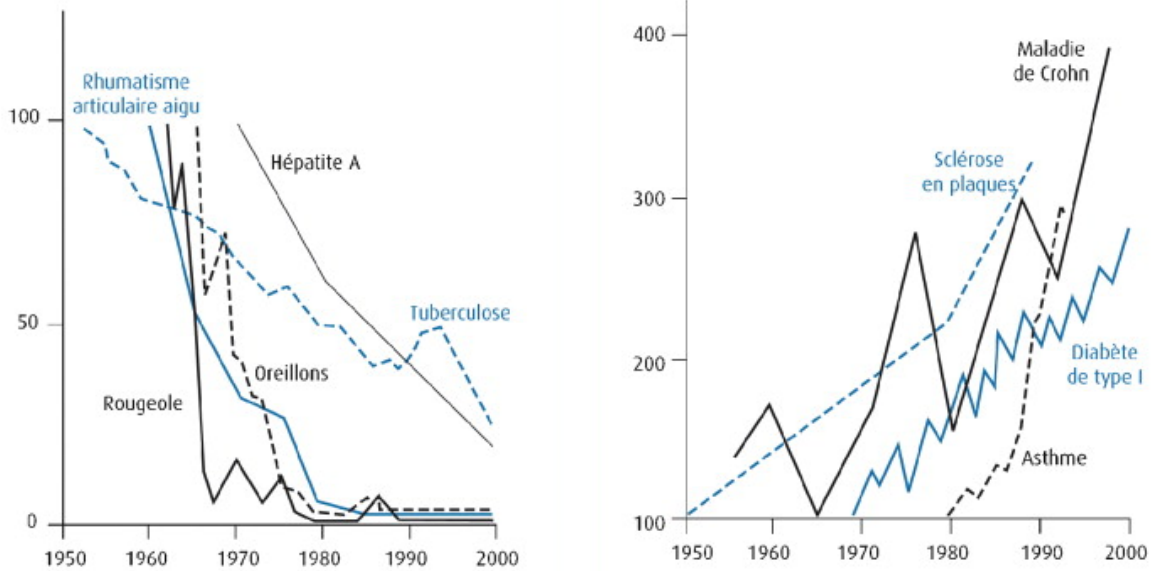 Rhumatisme
articulaire aigu
100
Hépatite A
50
Tuberculose
Oreillons
Rougeole
0
1950 1960 1970 1980 1990 2000
400
Maladie
de Crohn
Sclérose
en plaques
300
200
Diabète
de type I
Asthme
100
1950 1960 1970 1980 1990 2000